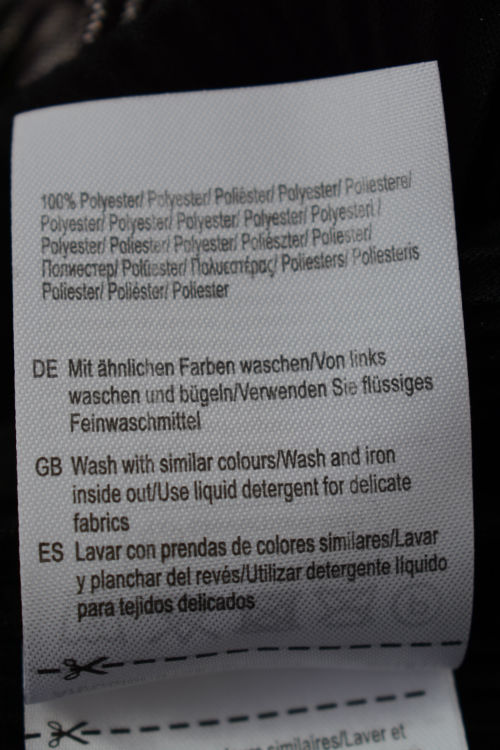 100% Polyester/ Polyester/ Poliéster/ Polyester/ Poliestere/
Polyester/ Polyester/ Polyester/ Polyester/ Polyesteri /
Polyester/ Poliester/ Polyester/ Poliészter/ Poliester/
Полиестер/ Poliester/ Πολυεστέρας/ Poliesters/ Poliesteris
Poliester/ Poliéster/ Poliester
DE Mit ähnlichen Farben waschen/Von links
waschen und bügeln/Verwenden Sie flüssiges
Feinwaschmittel
GB Wash with similar colours/Wash and iron
inside out/Use liquid detergent for delicate
fabrics
ES Lavar con prendas de colores similares/Lavar
y planchar del revés/Utilizar detergente líquido
para tejidos delicados
similaires/Laver et